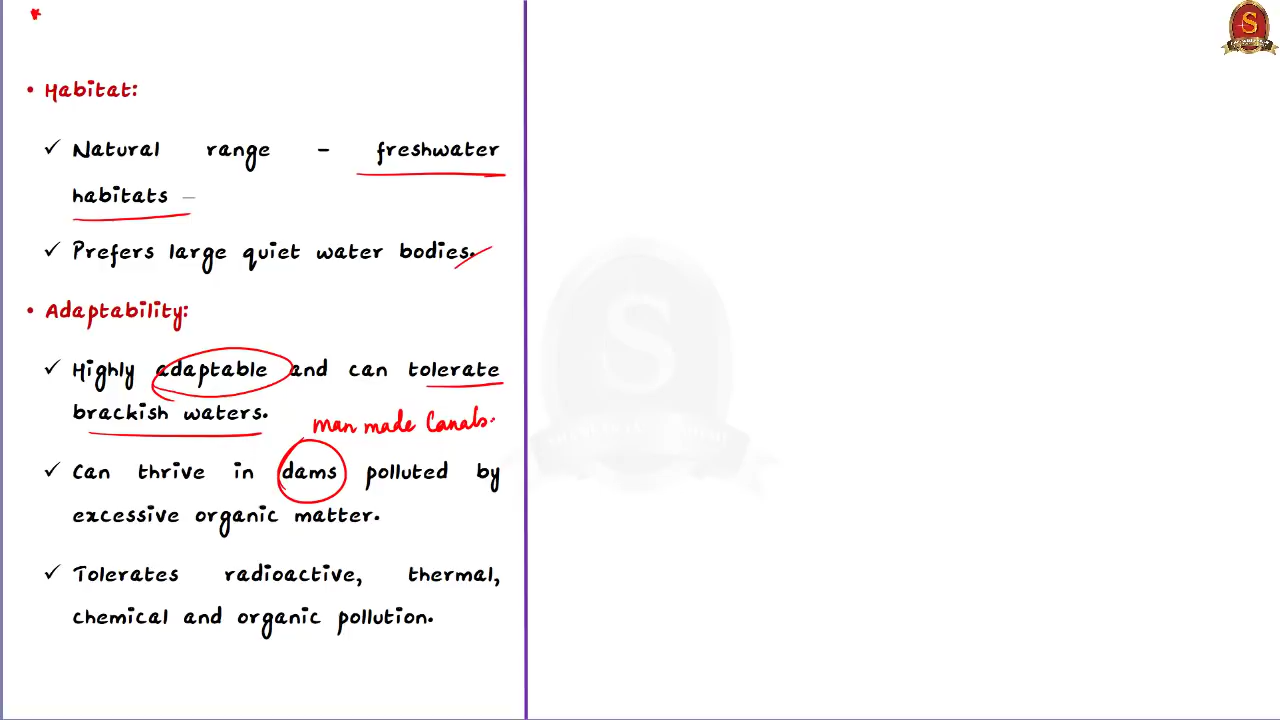 • Habitat:
✓ Natural range - freshwater
habitats -
✓ Prefers large quiet water bodies.
• Adaptability:
✓ Highly adaptable and can tolerate
brackish waters.
man made Canals.
✓ Can thrive in dams polluted by
excessive organic matter.
✓ Tolerates radioactive, thermal,
chemical and organic pollution.
S
S